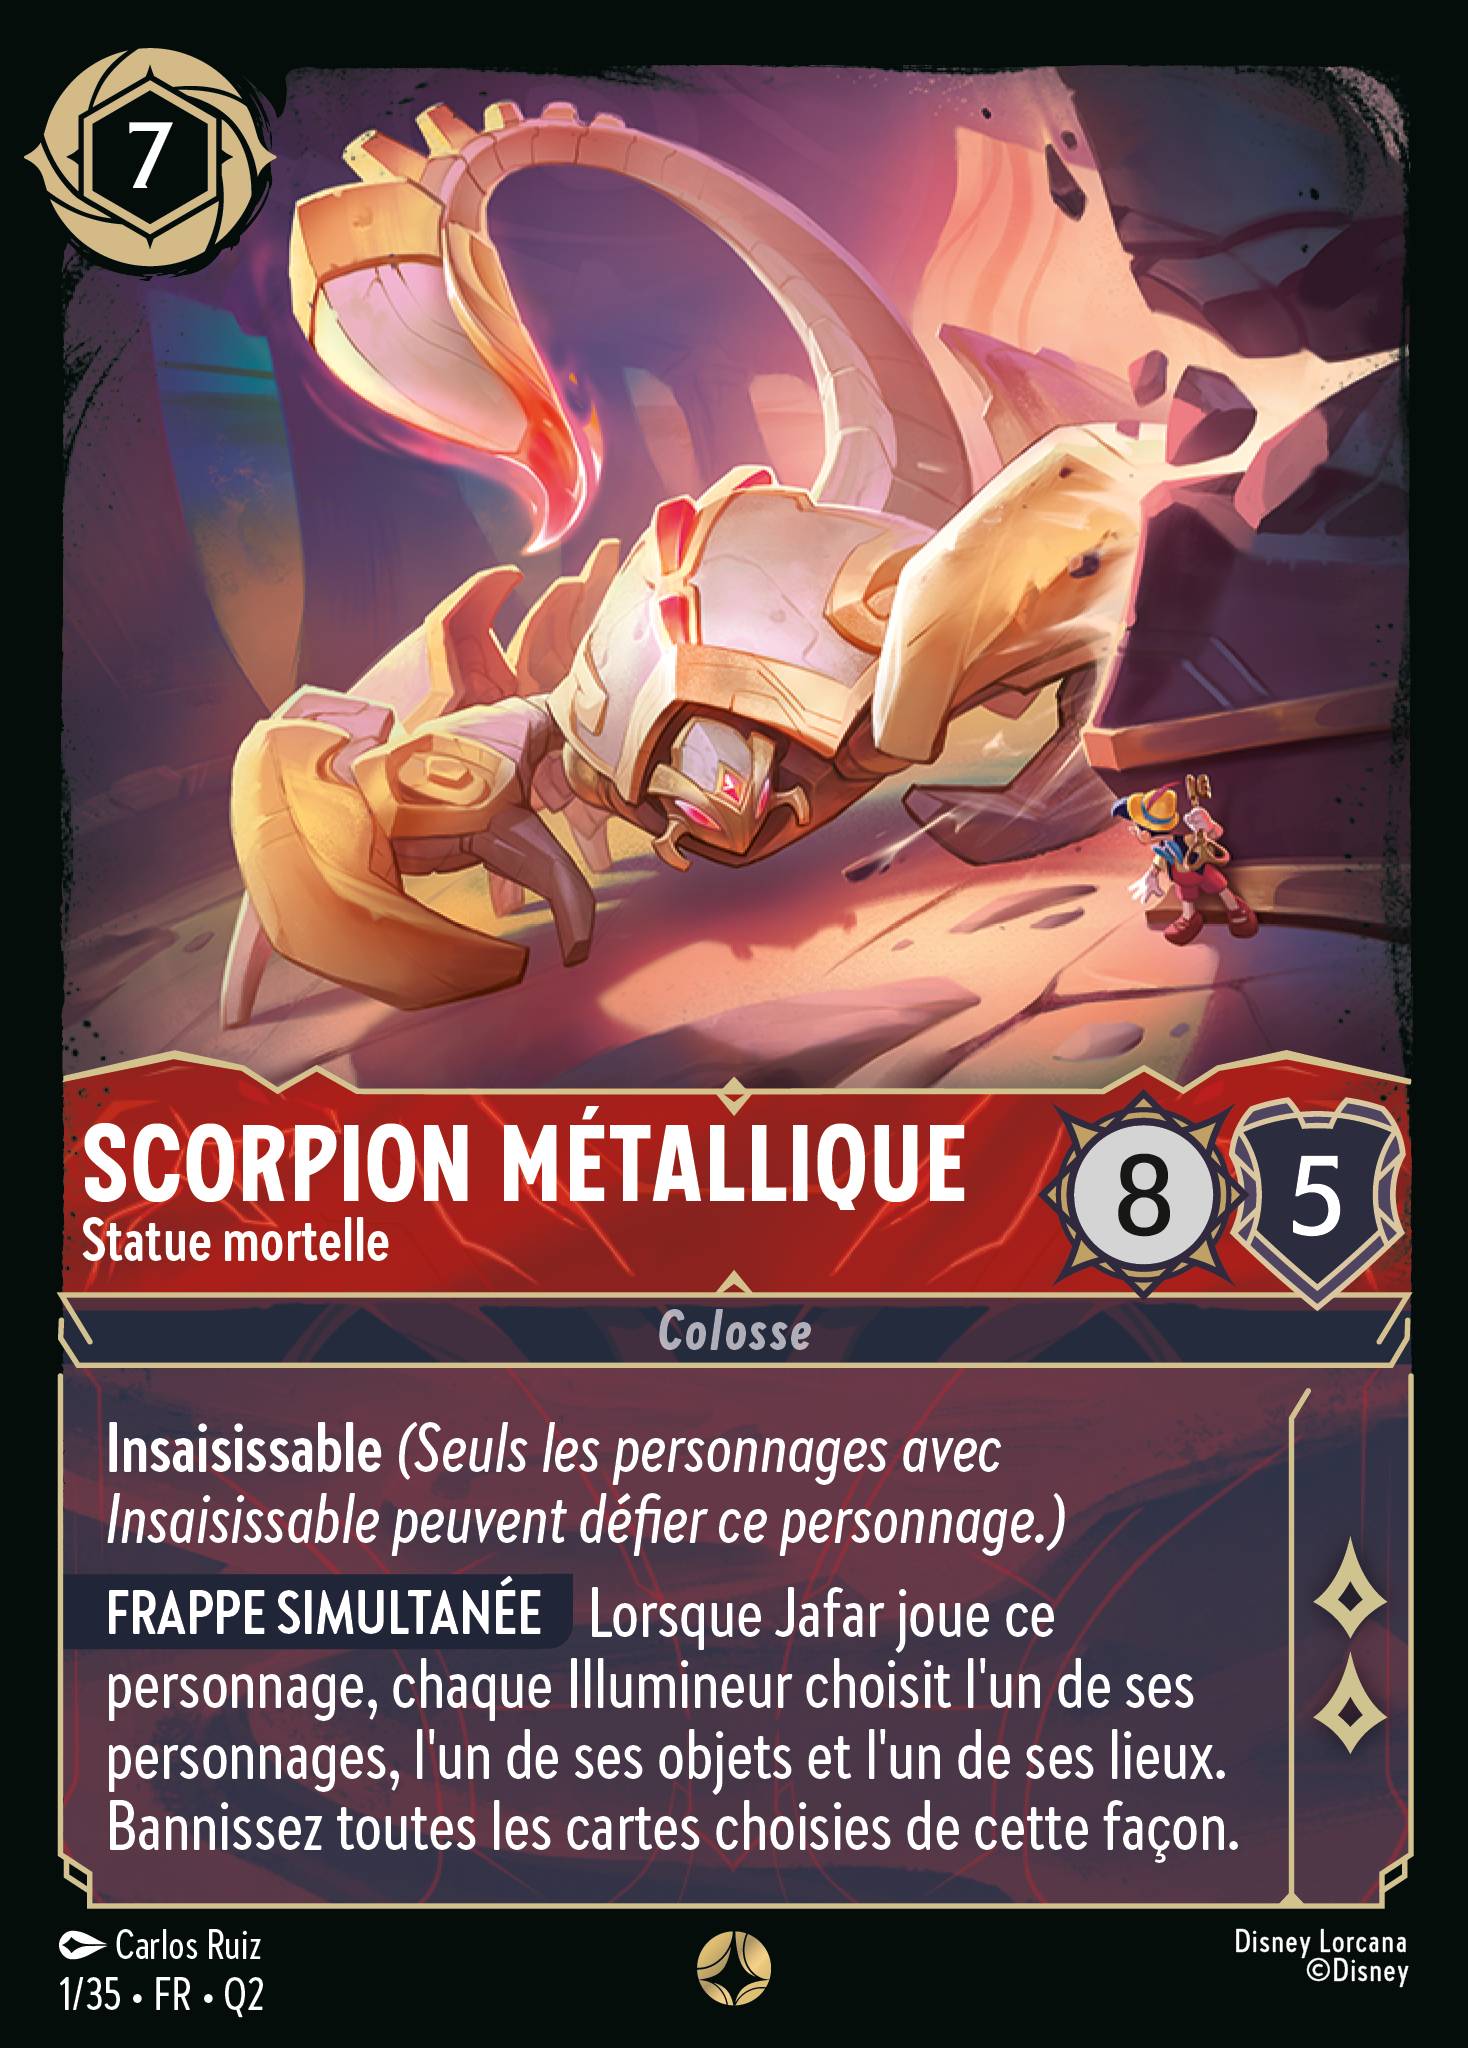 7
SCORPION MÉTALLIQUE
Statue mortelle
8
5
Colosse
Insaisissable (Seuls les personnages avec
Insaisissable peuvent défier ce personnage.)
FRAPPE SIMULTANÉE Lorsque Jafar joue ce
personnage, chaque Illumineur choisit l'un de ses
personnages, l'un de ses objets et l'un de ses lieux.
Bannissez toutes les cartes choisies de cette façon.
Carlos Ruiz
1/35 • FR • Q2
Disney Lorcana
©Disney